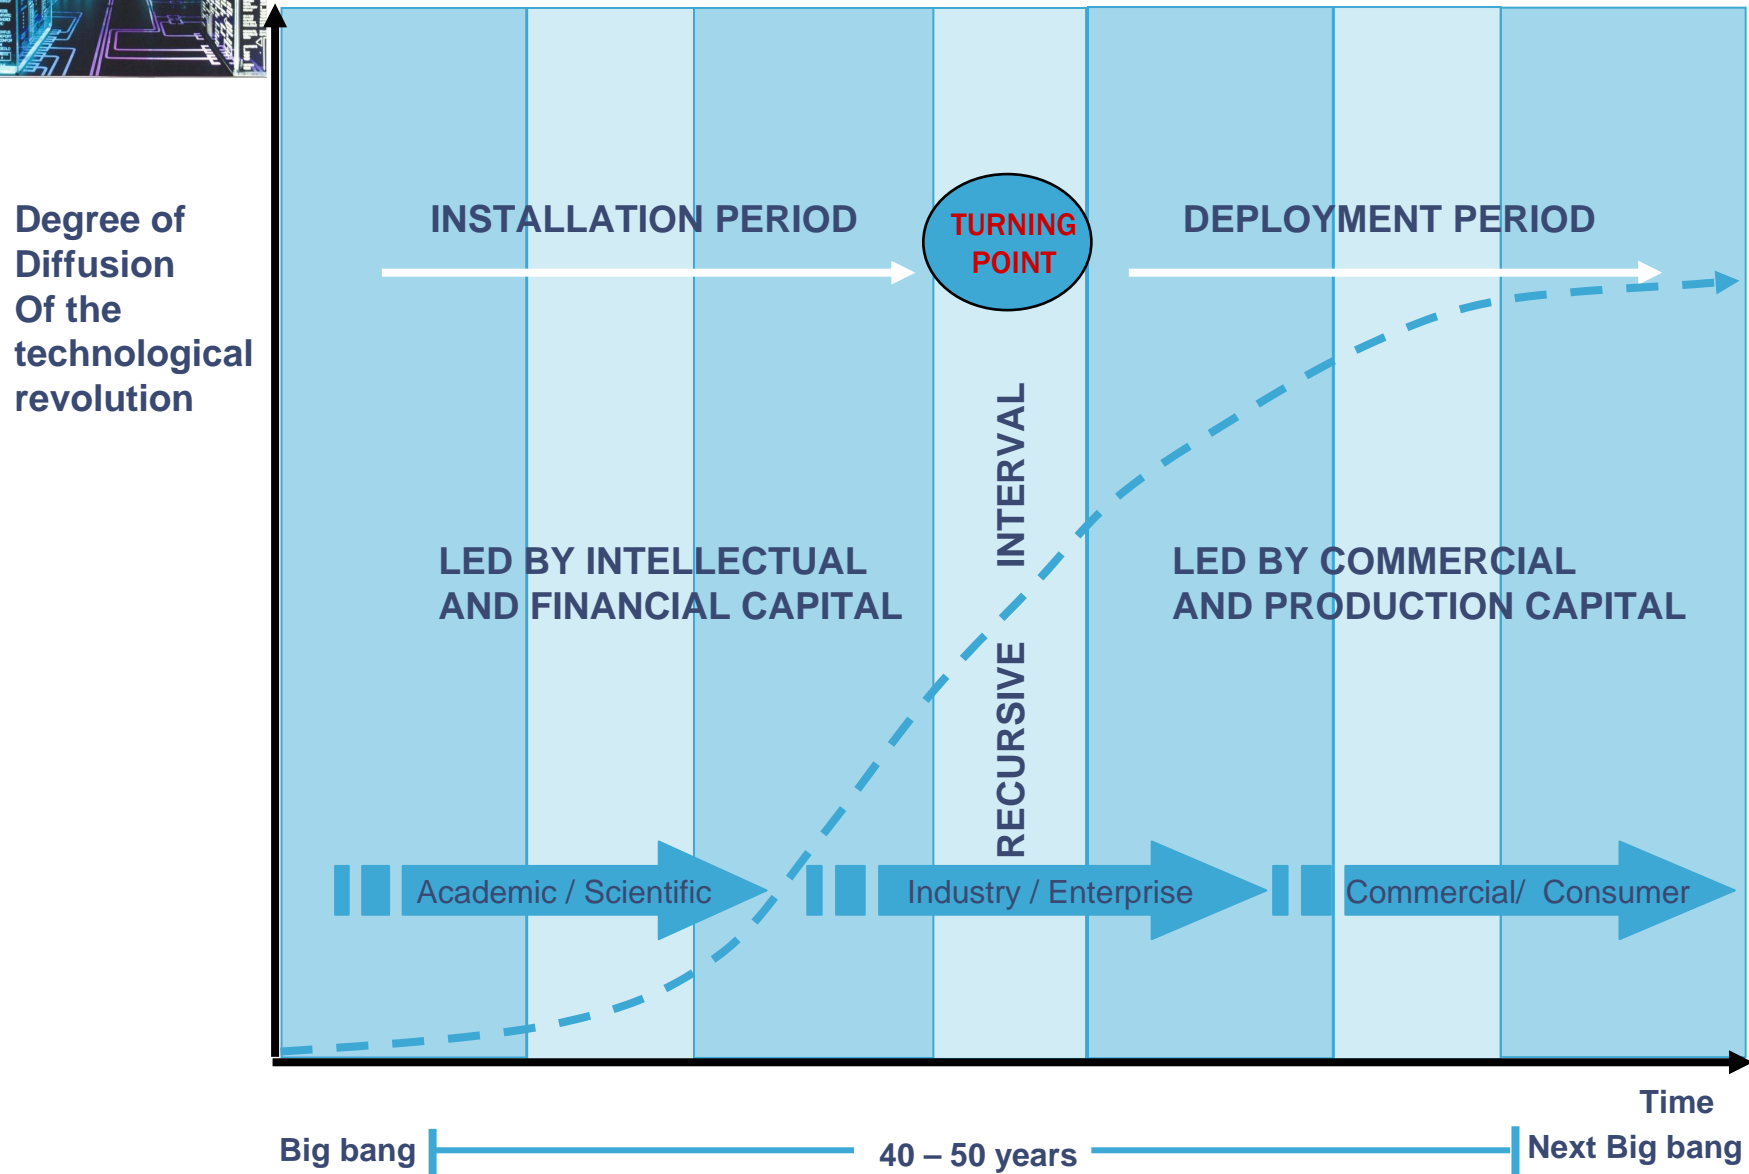 Degree of
Diffusion
Of the
technological
revolution
INSTALLATION PERIOD
TURNING
POINT
DEPLOYMENT PERIOD
LED BY INTELLECTUAL
AND FINANCIAL CAPITAL
RECURSIVE INTERVAL
LED BY COMMERCIAL
AND PRODUCTION CAPITAL
Academic / Scientific
Industry / Enterprise
Commercial/ Consumer
Time
Big bang
40 – 50 years
Next Big bang